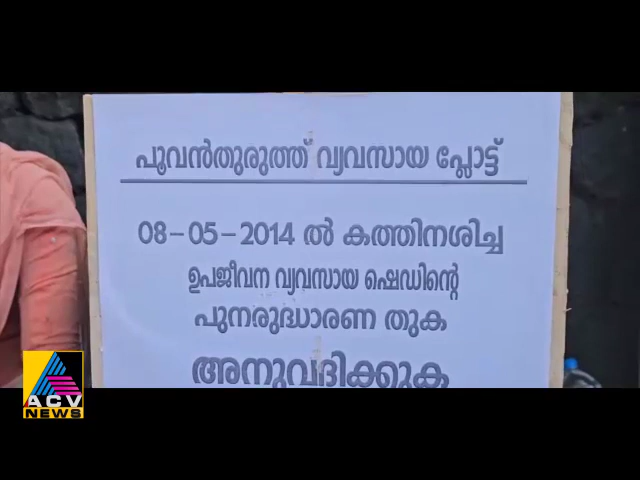 പൂവൻതുരുത്ത് വ്യവസായ പ്ലോട്ട്
08-05-2014 ൽ കത്തിനശിച്ച
ഉപജീവന വ്യവസായ ഷെഡിൻ്റെ
പുനരുദ്ധാരണ തുക
അനുവദിക്കുക
ACV
NEWS